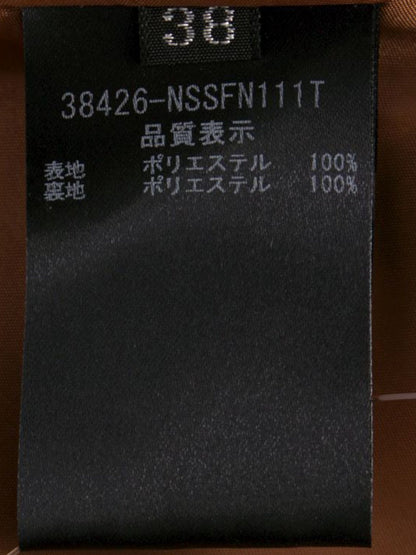 38
38426-NSSFN111T
品質表示
表地 ポリエステル 100%
裏地 ポリエステル 100%